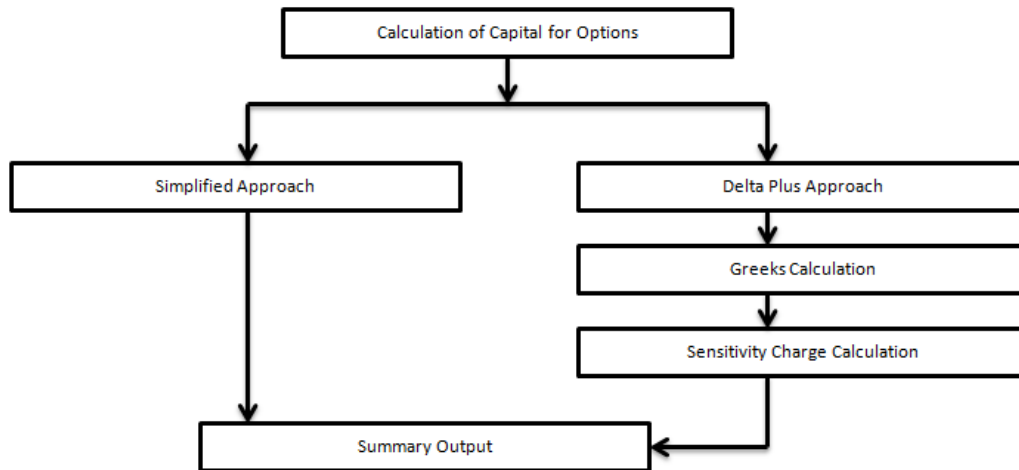 Calculation of Capital for Options
Simplified Approach
Delta Plus Approach
Greeks Calculation
Sensitivity Charge Calculation
Summary Output